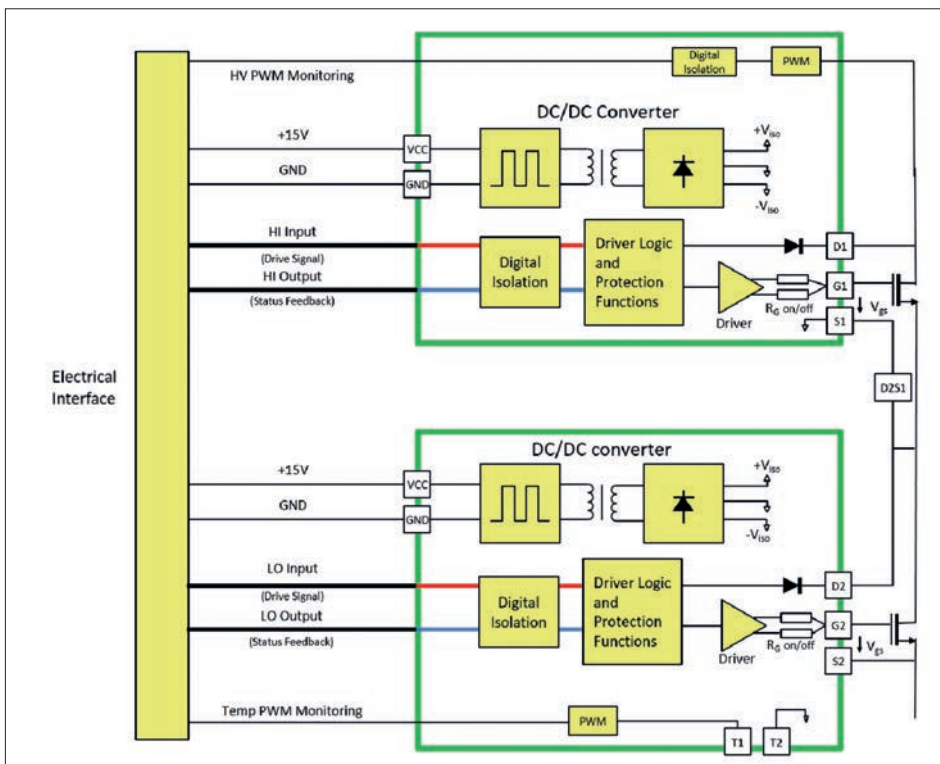 Electrical
Interface
HV PWM Monitoring
Digital
Isolation
PWM
DC/DC Converter
+15V
VCC
GND
GND
+Viso
-Viso
HI Input
(Drive Signal)
HI Output
(Status Feedback)
Digital
Isolation
Driver Logic
and
Protection
Functions
Driver
RG on/off
D1
G1
S1
Vgs
D2S1
DC/DC converter
+15V
VCC
GND
GND
+Viso
-Viso
LO Input
(Drive Signal)
LO Output
(Status Feedback)
Digital
Isolation
Driver Logic
and
Protection
Functions
Driver
RG on/off
D2
G2
S2
Vgs
Temp PWM Monitoring
PWM
T1
T2